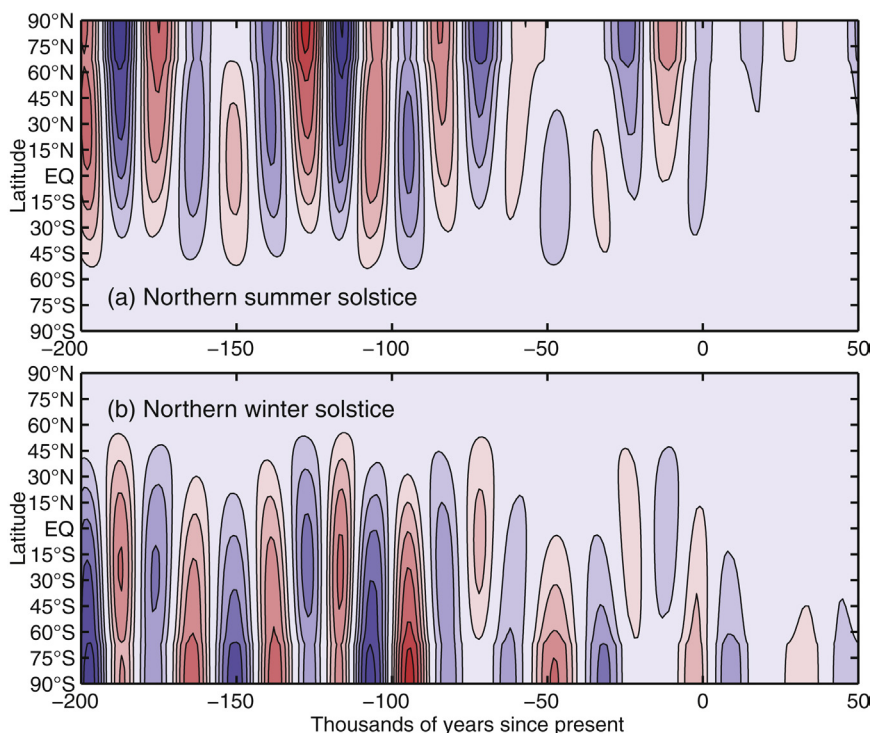 90°N
75°N
60°N
45°N
30°N
15°N
EQ
15°S
30°S
45°S
60°S
75°S
90°S
Latitude
(a) Northern summer solstice
−200 −150 −100 −50 0 50
90°N
75°N
60°N
45°N
30°N
15°N
EQ
15°S
30°S
45°S
60°S
75°S
90°S
Latitude
(b) Northern winter solstice
−200 −150 −100 −50 0 50
Thousands of years since present